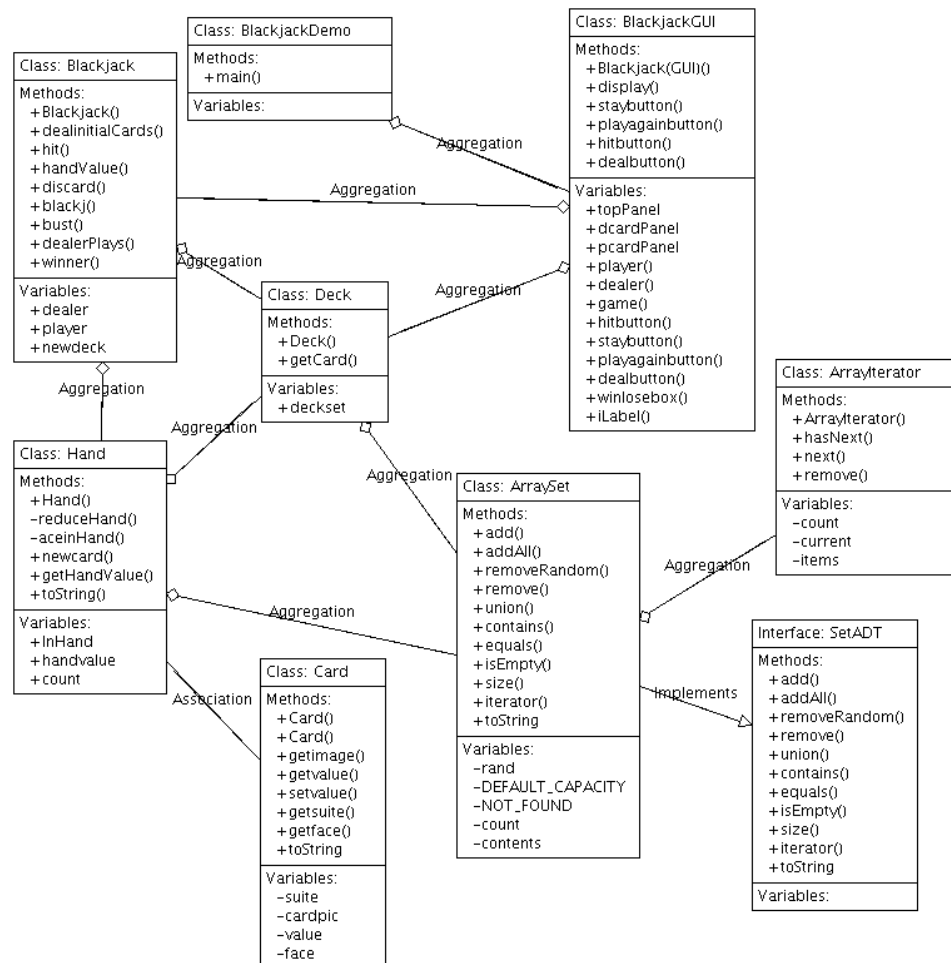 Class: BlackjackDemo
Methods:
+main()
Variables:
Class: BlackjackGUI
Methods:
+Blackjack(GUI)()
+display()
+staybutton()
+playagainbutton()
+hitbutton()
+dealbutton()
Variables:
+topPanel
+dcardPanel
+pcardPanel
+player()
+dealer()
+game()
+hitbutton()
+staybutton()
+playagainbutton()
+dealbutton()
+winlosebox()
+iLabel()
Class: Blackjack
Methods:
+Blackjack()
+dealinitialCards()
+hit()
+handValue()
+discard()
+blackj()
+bust()
+dealerPlays()
+winner()
Variables:
+dealer
+player
+newdeck
Aggregation
Aggregation
Aggregation
Aggregation
Class: Deck
Methods:
+Deck()
+getCard()
Variables:
+deckset
Aggregation
Aggregation
Aggregation
Class: ArrayIterator
Methods:
+ArrayIterator()
+hasNext()
+next()
+remove()
Variables:
-count
-current
-items
Class: Hand
Methods:
+Hand()
-reduceHand()
-aceinHand()
+newcard()
+getHandValue()
+toString()
Variables:
+InHand
+handvalue
+count
Class: ArraySet
Methods:
+add()
+addAll()
+removeRandom()
+remove()
+union()
+contains()
+equals()
+isEmpty()
+size()
+iterator()
+toString
Variables:
-rand
-DEFAULT_CAPACITY
-NOT_FOUND
-count
-contents
Aggregation
Aggregation
Implements
Association
Class: Card
Methods:
+Card()
+Card()
+getimage()
+getvalue()
+setvalue()
+getsuite()
+getface()
+toString
Variables:
-suite
-cardpic
-value
-face
Interface: SetADT
Methods:
+add()
+addAll()
+removeRandom()
+remove()
+union()
+contains()
+equals()
+isEmpty()
+size()
+iterator()
+toString
Variables: